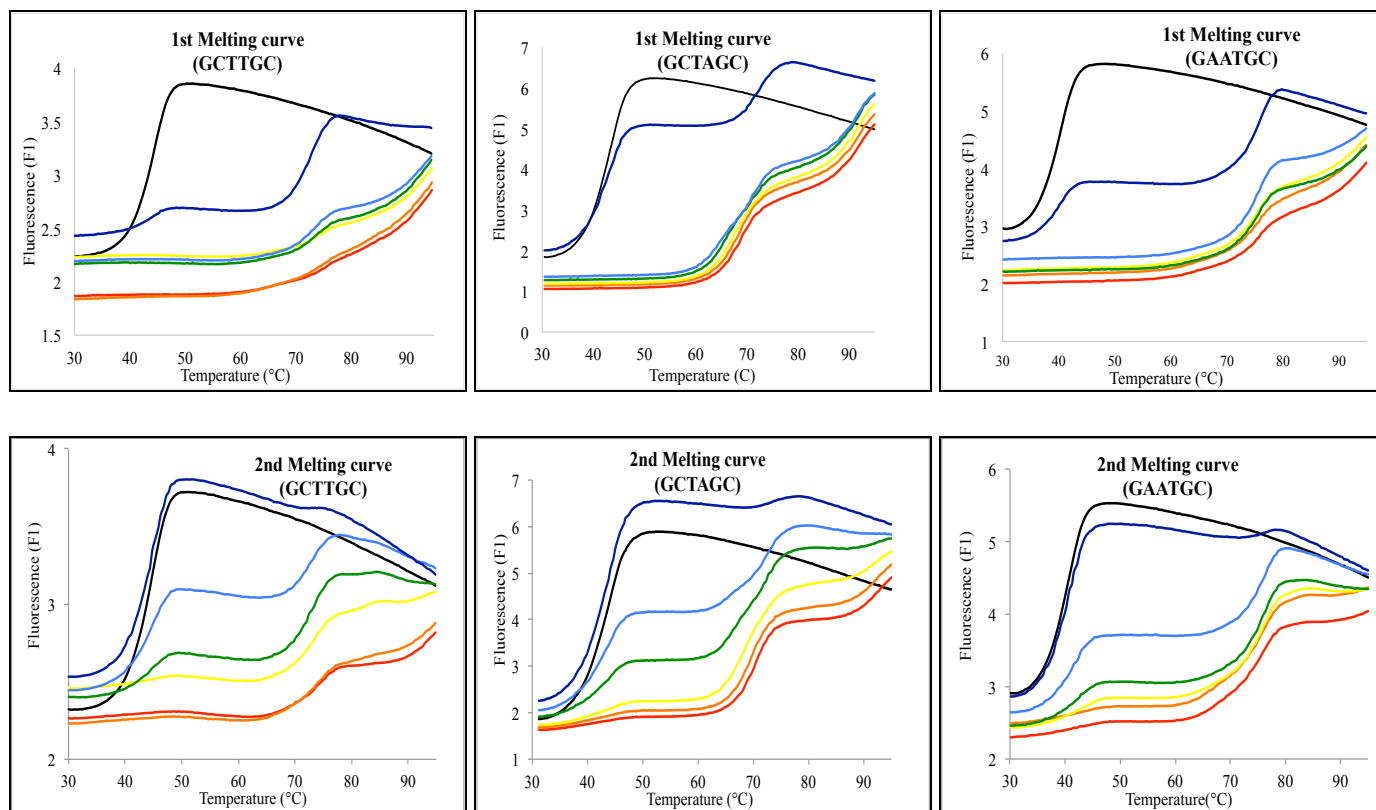 1st Melting curve
(GCTTGC)
4
3.5
3
2.5
2
1.5
Fluorescence (F1)
30 40 50 60 70 80 90
Temperature (°C)
1st Melting curve
(GCTAGC)
7
6
5
4
3
2
1
0
Fluorescence (F1)
30 40 50 60 70 80 90
Temperature (C)
1st Melting curve
(GAATGC)
6
5
4
3
2
1
Fluorescence (F1)
30 40 50 60 70 80 90
Temperature (°C)
2nd Melting curve
(GCTTGC)
4
3
2
Fluorescence (F1)
30 40 50 60 70 80 90
Temperature (°C)
2nd Melting curve
(GCTAGC)
7
6
5
4
3
2
1
Fluorescence (F1)
30 40 50 60 70 80 90
Temperature (°C)
2nd Melting curve
(GAATGC)
6
5
4
3
2
Fluorescence (F1)
30 40 50 60 70 80 90
Temperature(°C)